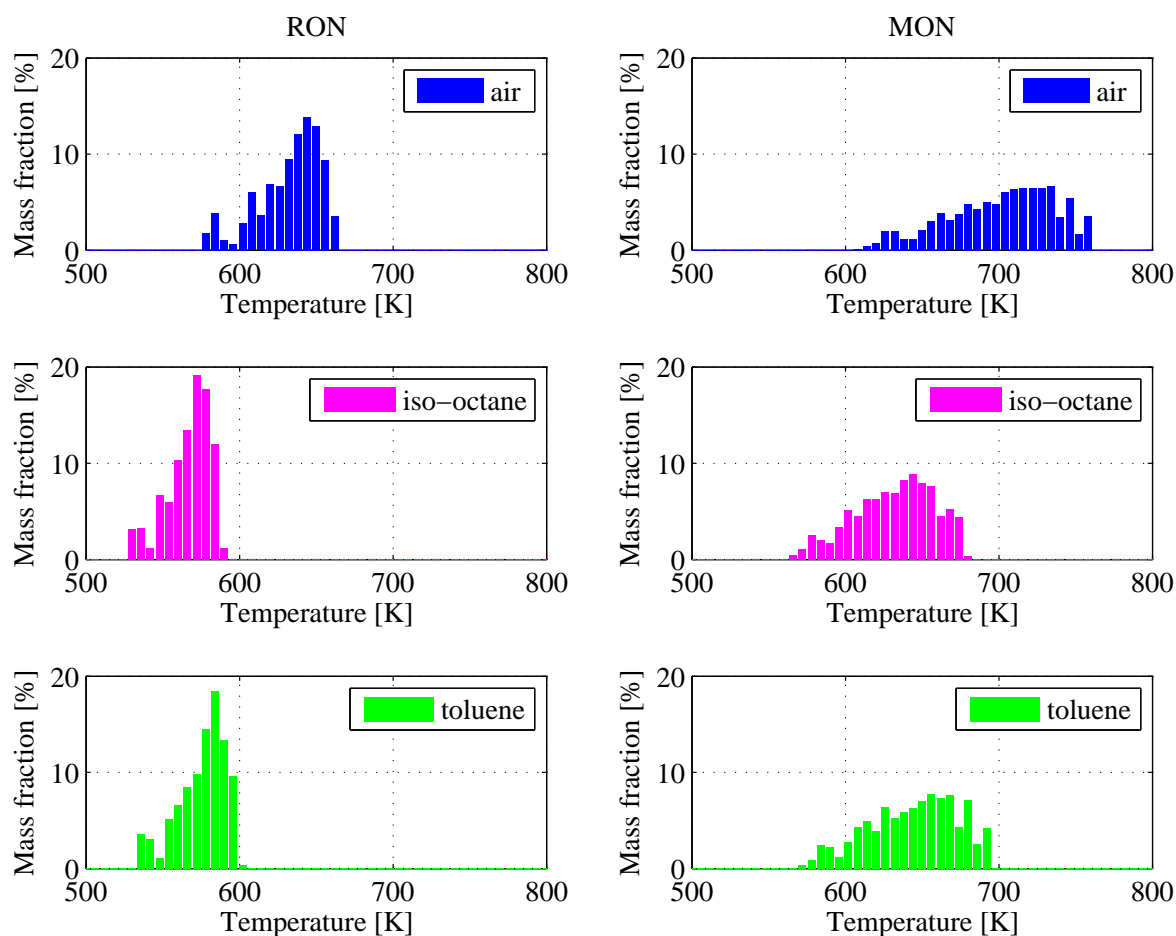 RON
MON
Mass fraction [%]
20
10
0
air
500 600 700 800
Temperature [K]
Mass fraction [%]
20
10
0
air
500 600 700 800
Temperature [K]
Mass fraction [%]
20
10
0
iso−octane
500 600 700 800
Temperature [K]
Mass fraction [%]
20
10
0
iso−octane
500 600 700 800
Temperature [K]
Mass fraction [%]
20
10
0
toluene
500 600 700 800
Temperature [K]
Mass fraction [%]
20
10
0
toluene
500 600 700 800
Temperature [K]